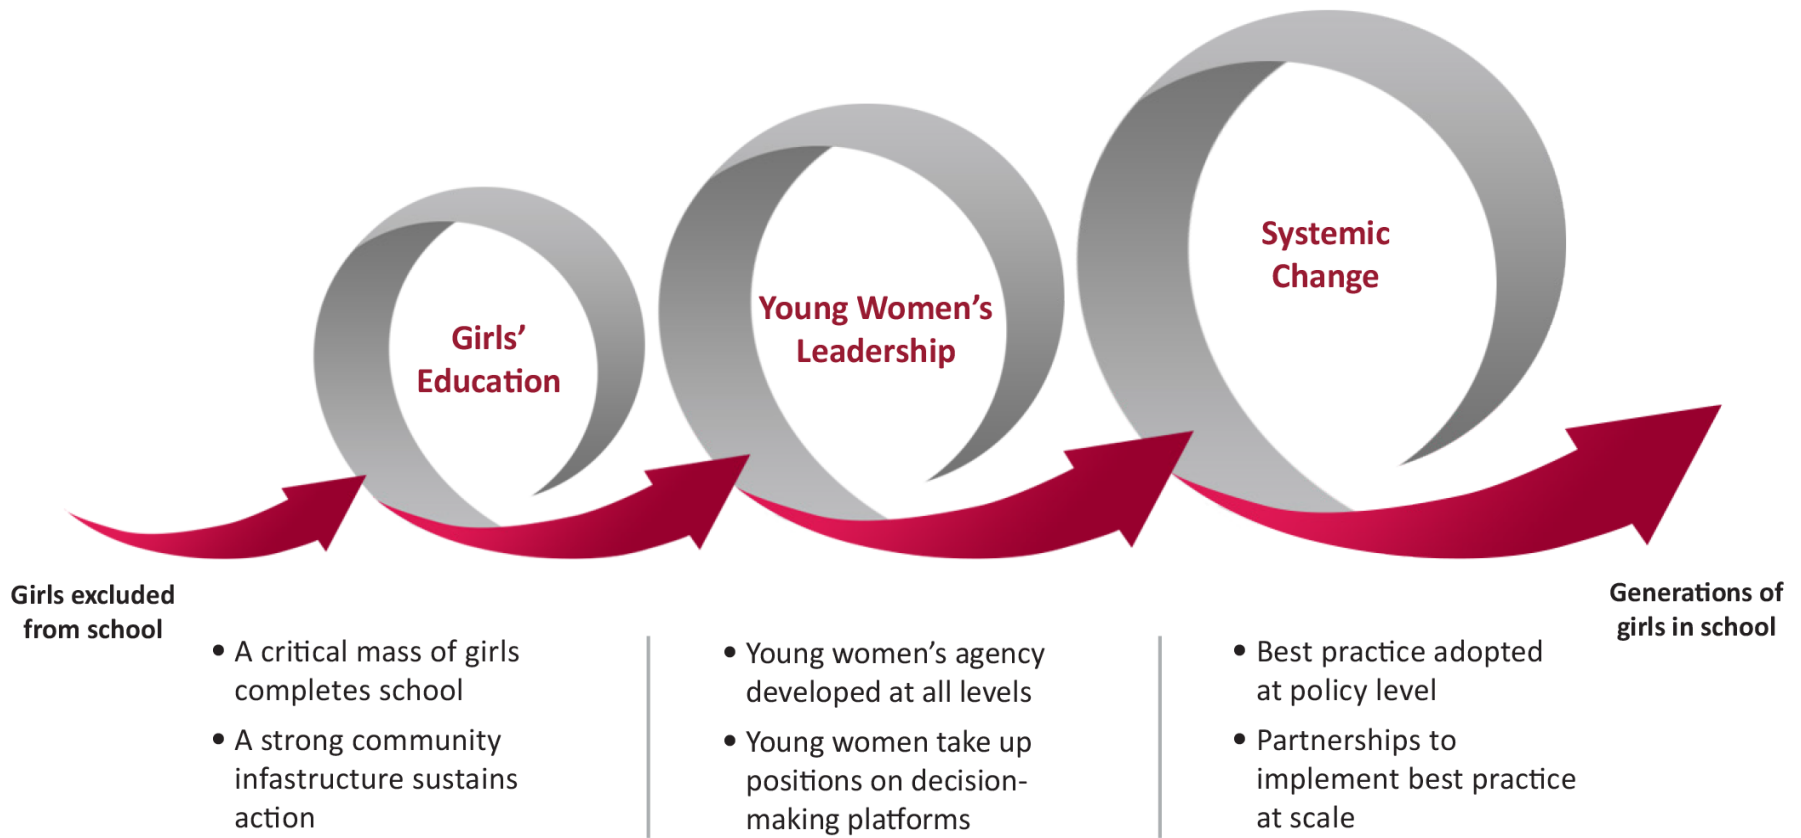 Girls'
Education
Young Women’s
Leadership
Systemic
Change
Girls excluded
from school
Generations of
girls in school
• A critical mass of girls
completes school
• A strong community
infastructure sustains
action
• Young women’s agency
developed at all levels
• Young women take up
positions on decision-
making platforms
• Best practice adopted
at policy level
• Partnerships to
implement best practice
at scale